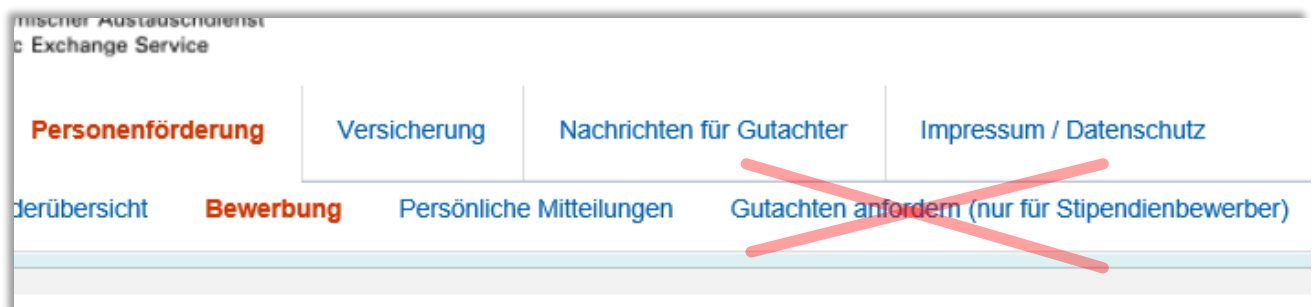 mischer Austauschdienst
c Exchange Service
Personenförderung Versicherung Nachrichten für Gutachter Impressum / Datenschutz
derübersicht Bewerbung Persönliche Mitteilungen Gutachten anfordern (nur für Stipendienbewerber)